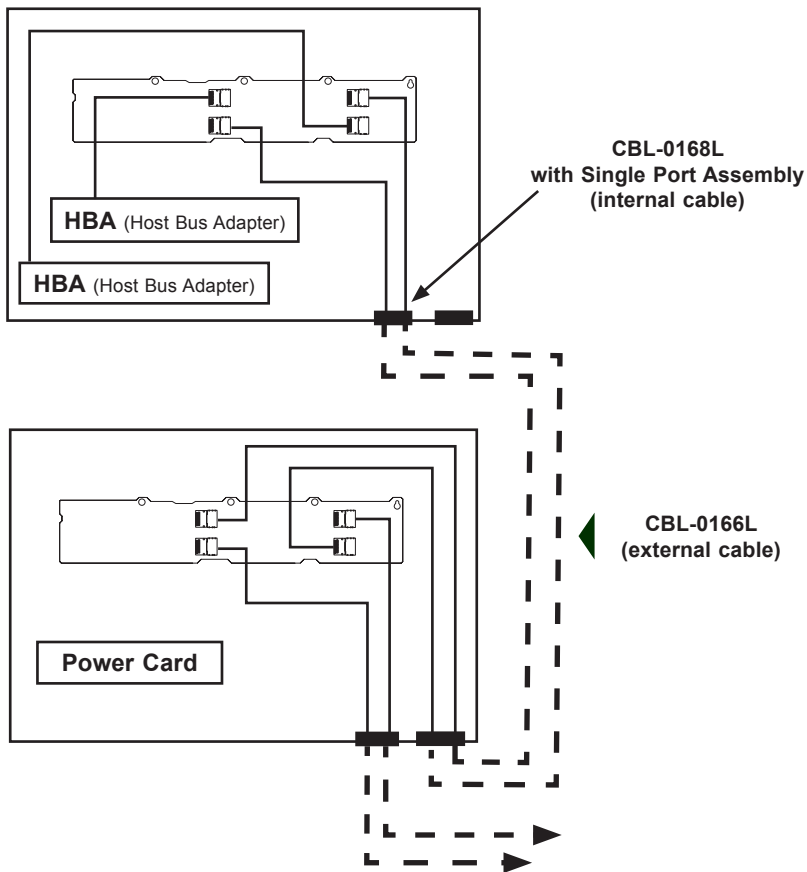 CBL-0168L
with Single Port Assembly
(internal cable)
HBA (Host Bus Adapter)
HBA (Host Bus Adapter)
CBL-0166L
(external cable)
Power Card